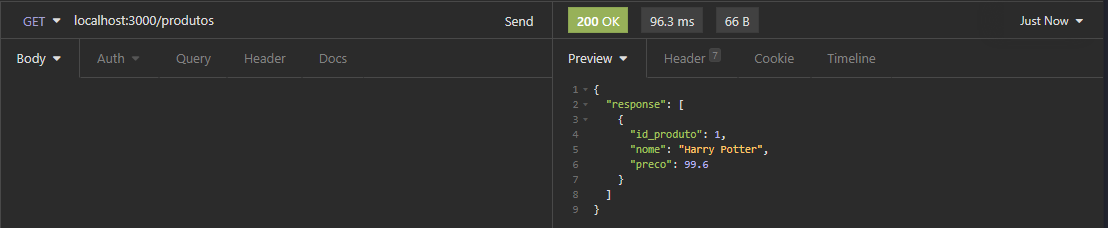 GET localhost:3000/produtos Send
200 OK 96.3 ms 66 B Just Now
Body Auth Query Header Docs
Preview Header 7 Cookie Timeline
1 {
2 "response": [
3 {
4 "id_produto": 1,
5 "nome": "Harry Potter",
6 "preco": 99.6
7 }
8 ]
9 }